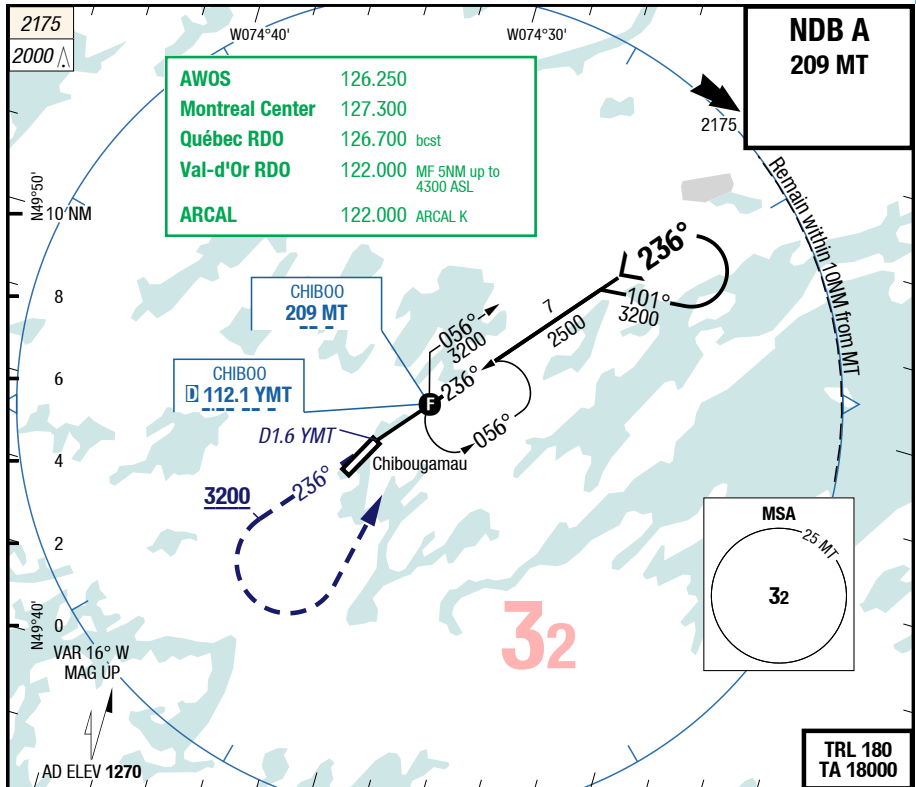 2175
2000
W074°40'
W074°30'
NDB A
209 MT
AWOS 126.250
Montreal Center 127.300
Québec RDO 126.700 bcst
Val-d'Or RDO 122.000 MF 5NM up to
4300 ASL
ARCAL 122.000 ARCAL K
2175
N49°50'
10 NM
Remain within 10NM from MT
236°
101°
3200
7
2500
8
CHIBOO
209 MT
056°
3200
6
CHIBOO
D 112.1 YMT
236°
F
056°
D1.6 YMT
4
Chibougamau
236°
3200
MSA
25 MT
32
2
N49°40'
0
32
VAR 16° W
MAG UP
AD ELEV 1270
TRL 180
TA 18000